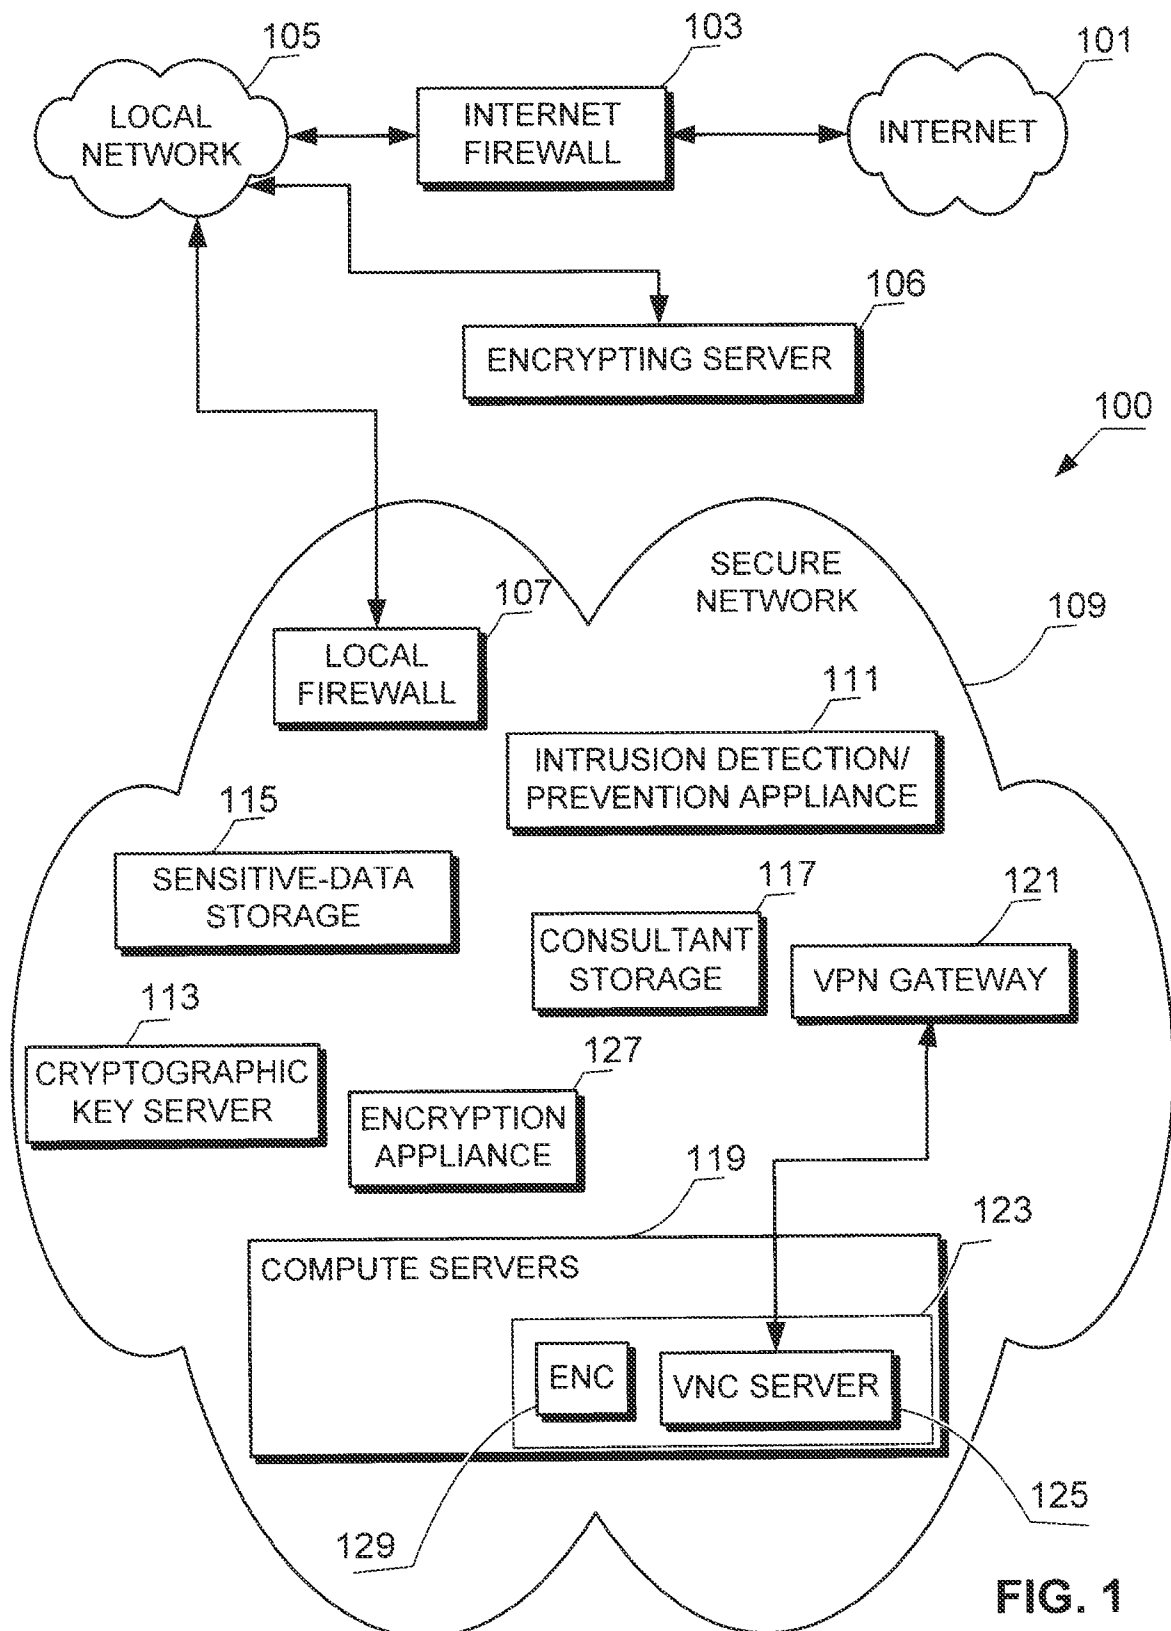 105
103
101
LOCAL
NETWORK
INTERNET
FIREWALL
INTERNET
106
ENCRYPTING SERVER
100
SECURE
NETWORK
107
109
LOCAL
FIREWALL
111
INTRUSION DETECTION/
PREVENTION APPLIANCE
115
SENSITIVE-DATA
STORAGE
117
CONSULTANT
STORAGE
121
VPN GATEWAY
113
CRYPTOGRAPHIC
KEY SERVER
127
ENCRYPTION
APPLIANCE
119
123
COMPUTE SERVERS
ENC
VNC SERVER
129
125
FIG. 1